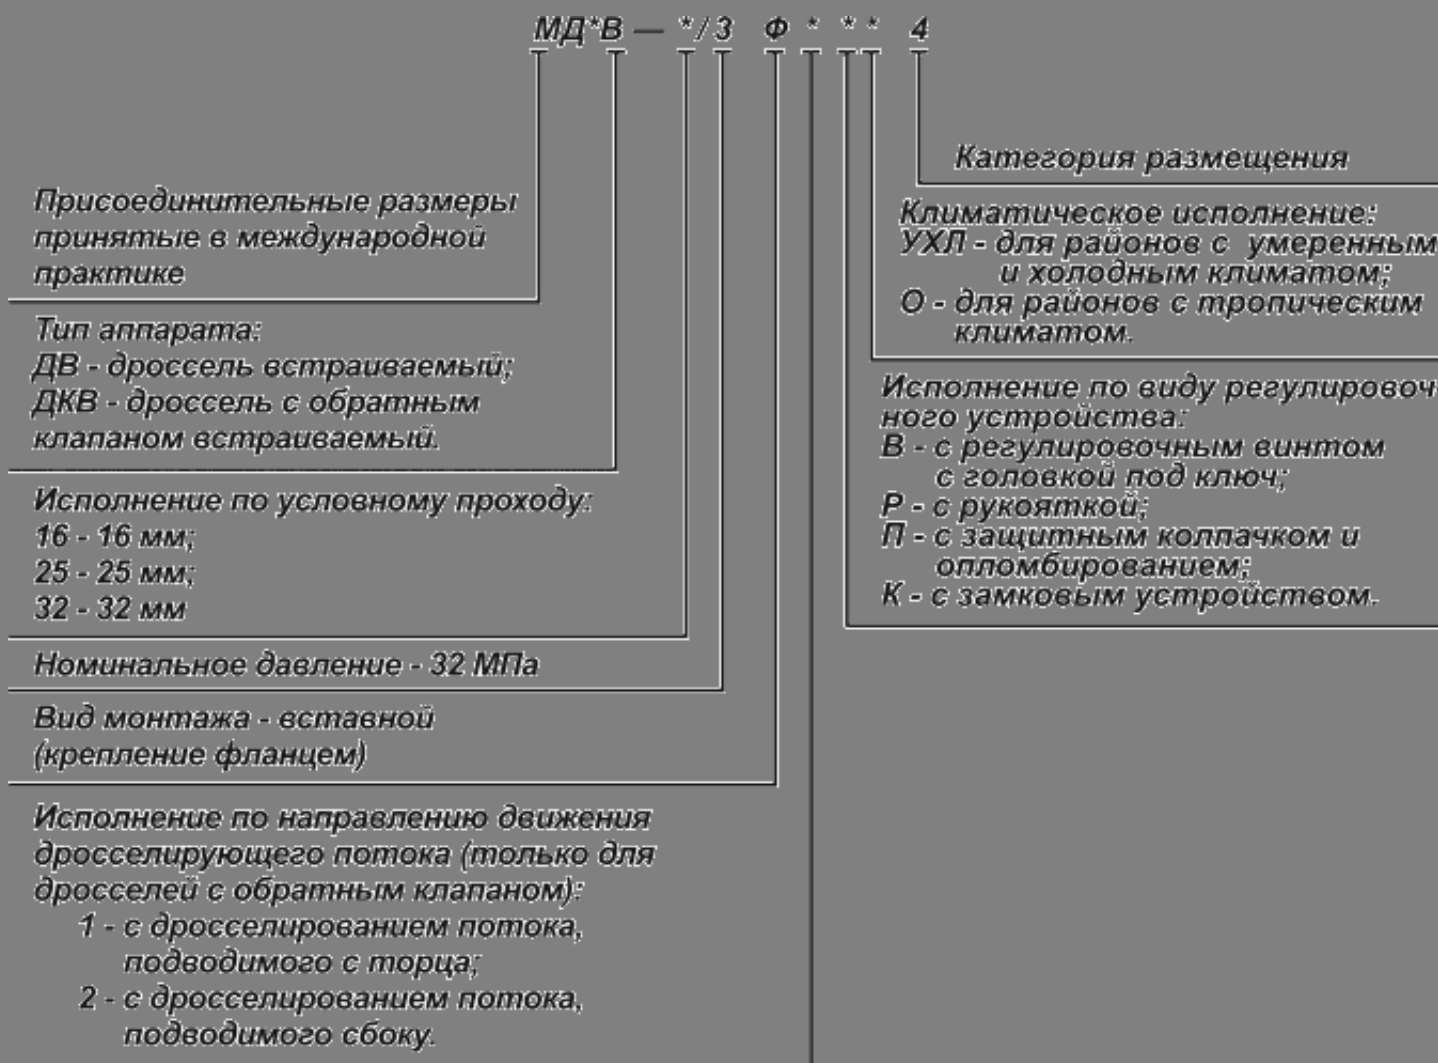 МД*В — */3 Ф * * * 4
Присоединительные размеры
принятые в международной
практике
Тип аппарата:
ДВ - дроссель встраиваемый;
ДКВ - дроссель с обратным
клапаном встраиваемый.
Исполнение по условному проходу:
16 - 16 мм;
25 - 25 мм;
32 - 32 мм
Номинальное давление - 32 МПа
Вид монтажа - вставной
(крепление фланцем)
Исполнение по направлению движения
дросселирующего потока (только для
дросселей с обратным клапаном):
1 - с дросселированием потока,
подводимого с торца;
2 - с дросселированием потока,
подводимого сбоку.
Категория размещения
Климатическое исполнение:
УХЛ - для районов с умеренным
и холодным климатом;
О - для районов с тропическим
климатом.
Исполнение по виду регулировоч-
ного устройства:
В - с регулировочным винтом
с головкой под ключ;
Р - с рукояткой;
П - с защитным колпачком и
опломбированием;
К - с замковым устройством.